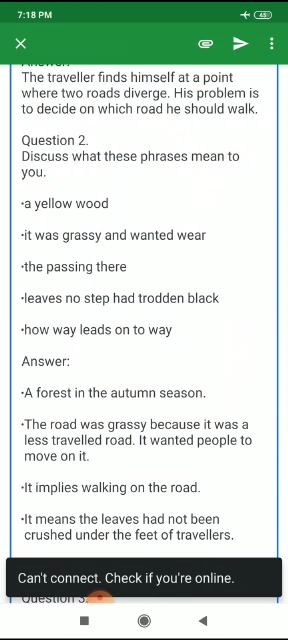 7:18 PM
45
Answer:
The traveller finds himself at a point
where two roads diverge. His problem is
to decide on which road he should walk.
Question 2.
Discuss what these phrases mean to
you.
•a yellow wood
•it was grassy and wanted wear
•the passing there
•leaves no step had trodden black
•how way leads on to way
Answer:
•A forest in the autumn season.
•The road was grassy because it was a
less travelled road. It wanted people to
move on it.
•It implies walking on the road.
•It means the leaves had not been
crushed under the feet of travellers.
Can't connect. Check if you're online.
Question 3.